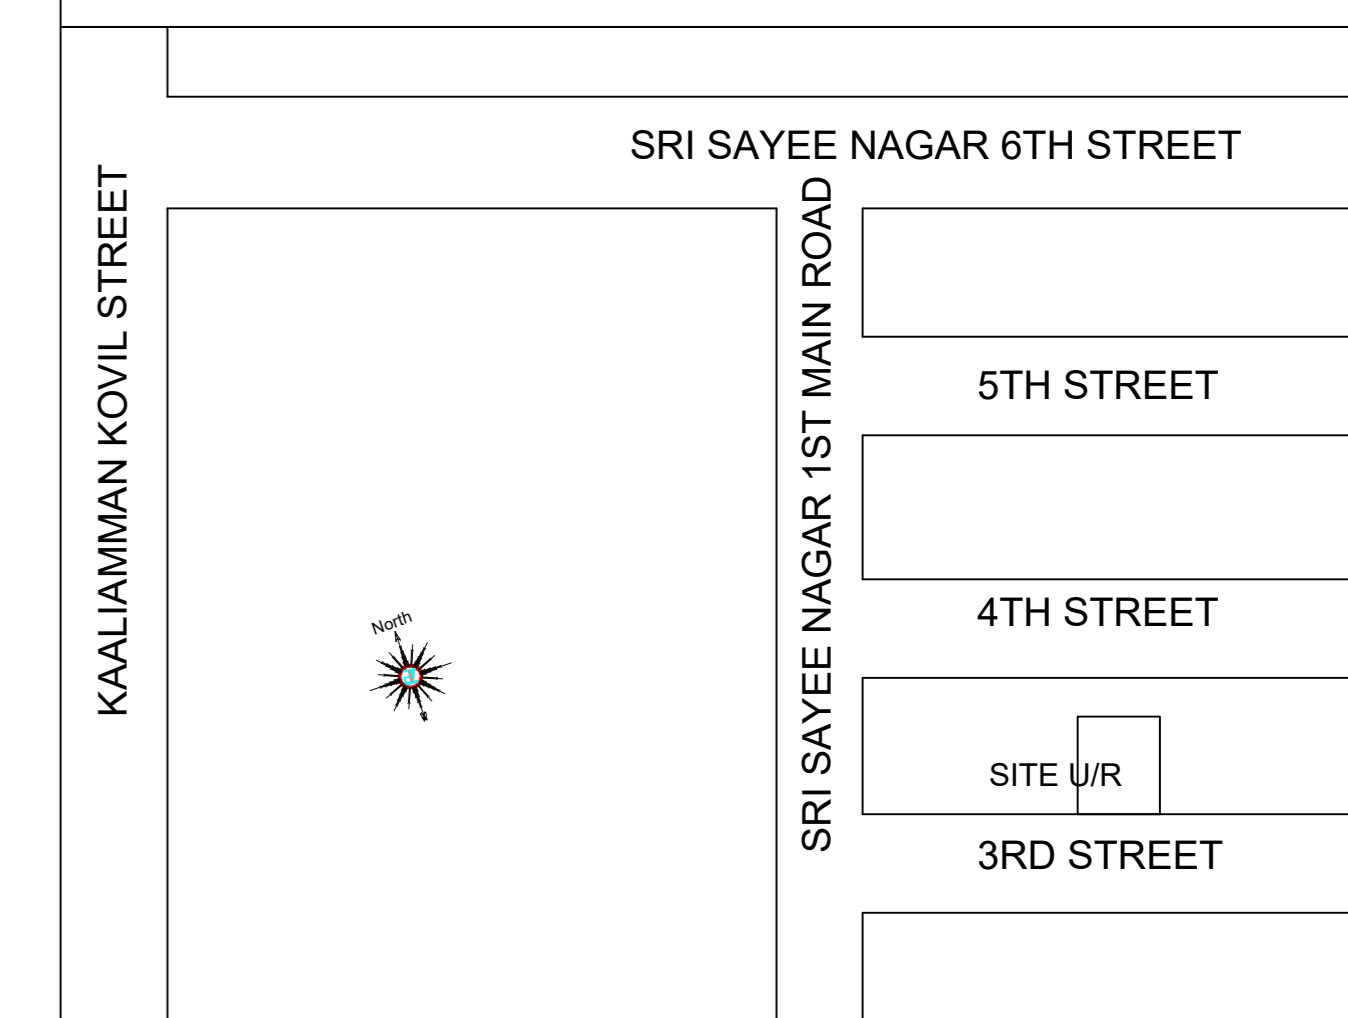 SRI SAYEE NAGAR 6TH STREET
KAALIAMMAN KOVIL STREET
SRI SAYEE NAGAR 1ST MAIN ROAD
5TH STREET
4TH STREET
North
SITE U/R
3RD STREET